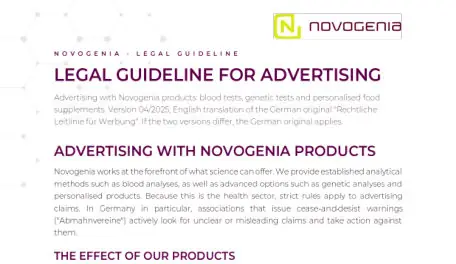 NOVOGENIA
NOVOGENIA - LEGAL GUIDELINE
LEGAL GUIDELINE FOR ADVERTISING
Advertising with Novogenia products: blood tests, genetic tests and personalised food
supplements. Version 04/2025, English translation of the German original "Rechtliche
Leitlinie für Werbung". If the two versions differ, the German original applies.
ADVERTISING WITH NOVOGENIA PRODUCTS
Novogenia works at the forefront of what science can offer. We provide established analytical
methods such as blood analyses, as well as advanced options such as genetic analyses and
personalised products. Because this is the health sector, strict rules apply to advertising
claims. In Germany in particular, associations that issue cease-and-desist warnings
("Abmahnvereine") actively look for unclear or misleading claims and take action against
them.
THE EFFECT OF OUR PRODUCTS